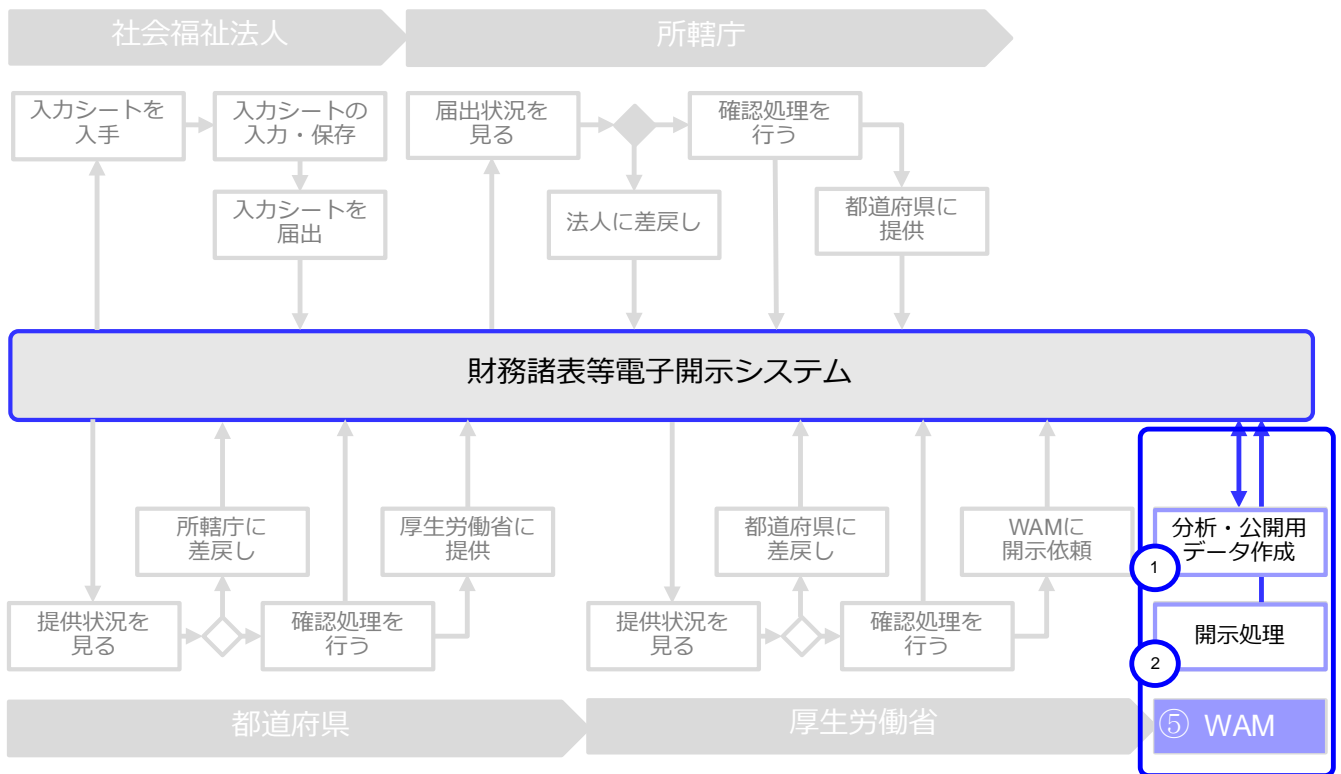 社会福祉法人
所轄庁
入力シートを
入手
入力シートの
入力・保存
入力シートを
届出
届出状況を
見る
法人に差戻し
確認処理を
行う
都道府県に
提供
財務諸表等電子開示システム
提供状況を
見る
所轄庁に
差戻し
確認処理を
行う
厚生労働省に
提供
提供状況を
見る
都道府県に
差戻し
確認処理を
行う
WAMに
開示依頼
分析・公開用
データ作成
1
開示処理
2
都道府県
厚生労働省
⑤ WAM